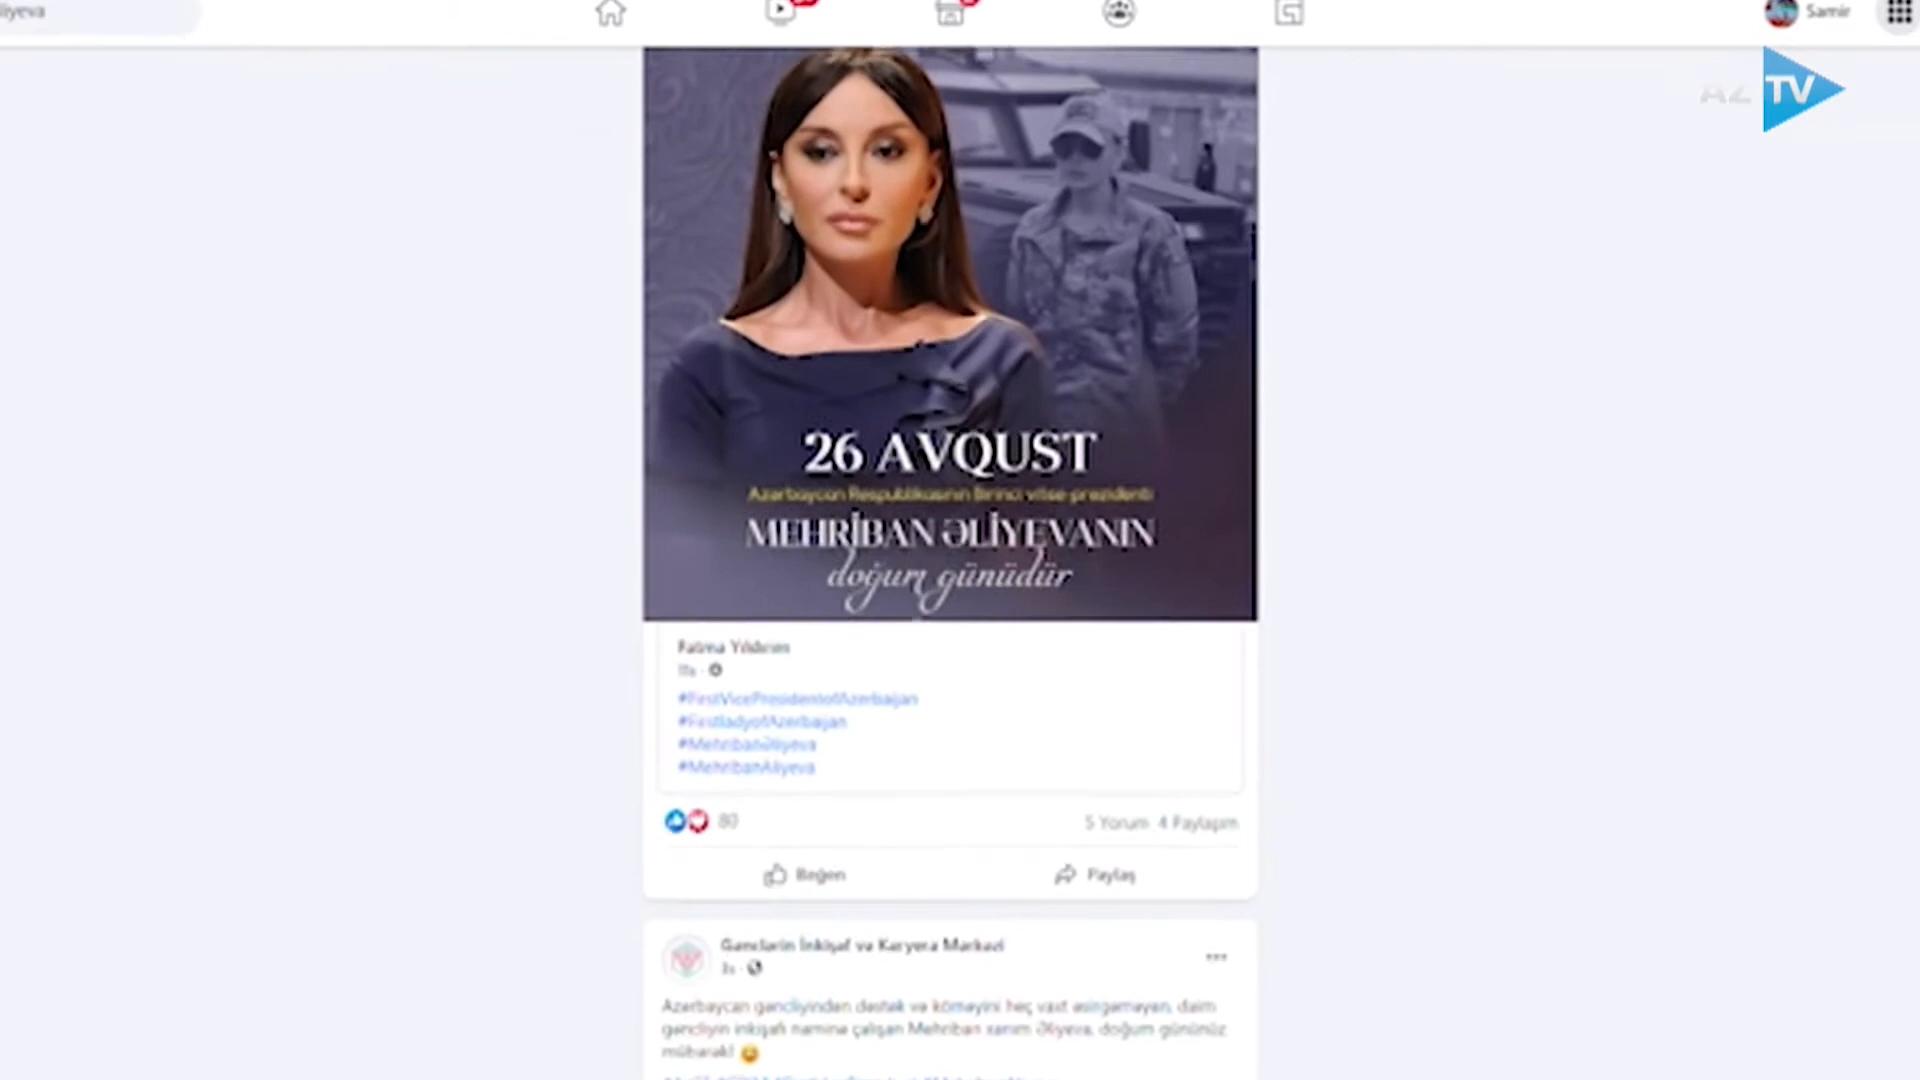 liyeva
Samir
AZ TV
26 AVQUST
Azərbaycan Respublikasının Birinci vitse-prezidenti
MEHRİBAN ƏLİYEVANIN
doğum günüdür
Fatma Yıldırım
11s
#FirstVicePresidentofAzerbaijan
#FirstladyofAzerbaijan
#MehribanƏliyeva
#MehribanAliyeva
80
5 Yorum 4 Paylaşım
Beğen
Paylaş
Gənclərin İnkişaf və Karyera Mərkəzi
Azərbaycan gəncliyindən dəstək və köməyini heç vaxt əsirgəməyən, daim
gəncliyin inkişafı naminə çalışan Mehriban xanım Əliyeva, doğum gününüz
mübarək! 😀